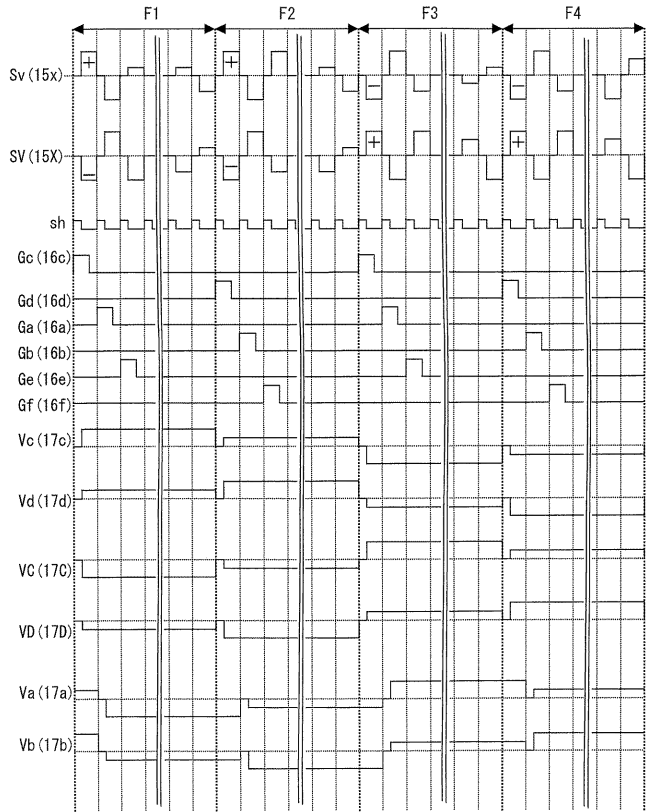 F1 F2 F3 F4
Sv(15x)
+ + − −
SV(15X)
− − + +
sh
Gc(16c)
Gd(16d)
Ga(16a)
Gb(16b)
Ge(16e)
Gf(16f)
Vc(17c)
Vd(17d)
VC(17C)
VD(17D)
Va(17a)
Vb(17b)